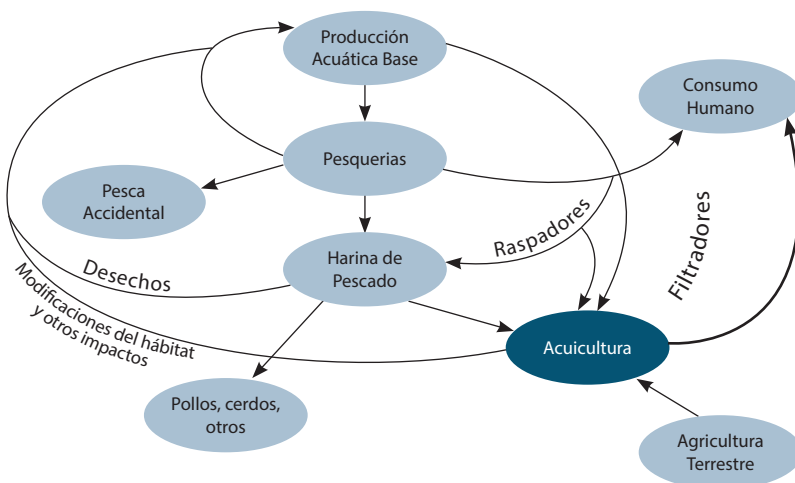 Producción
Acuática Base
Consumo
Humano
Pesquerias
Pesca
Accidental
Raspadores
Filtradores
Harina de
Pescado
Desechos
Modificaciones del hábitat
y otros impactos
Acuicultura
Pollos, cerdos,
otros
Agricultura
Terrestre